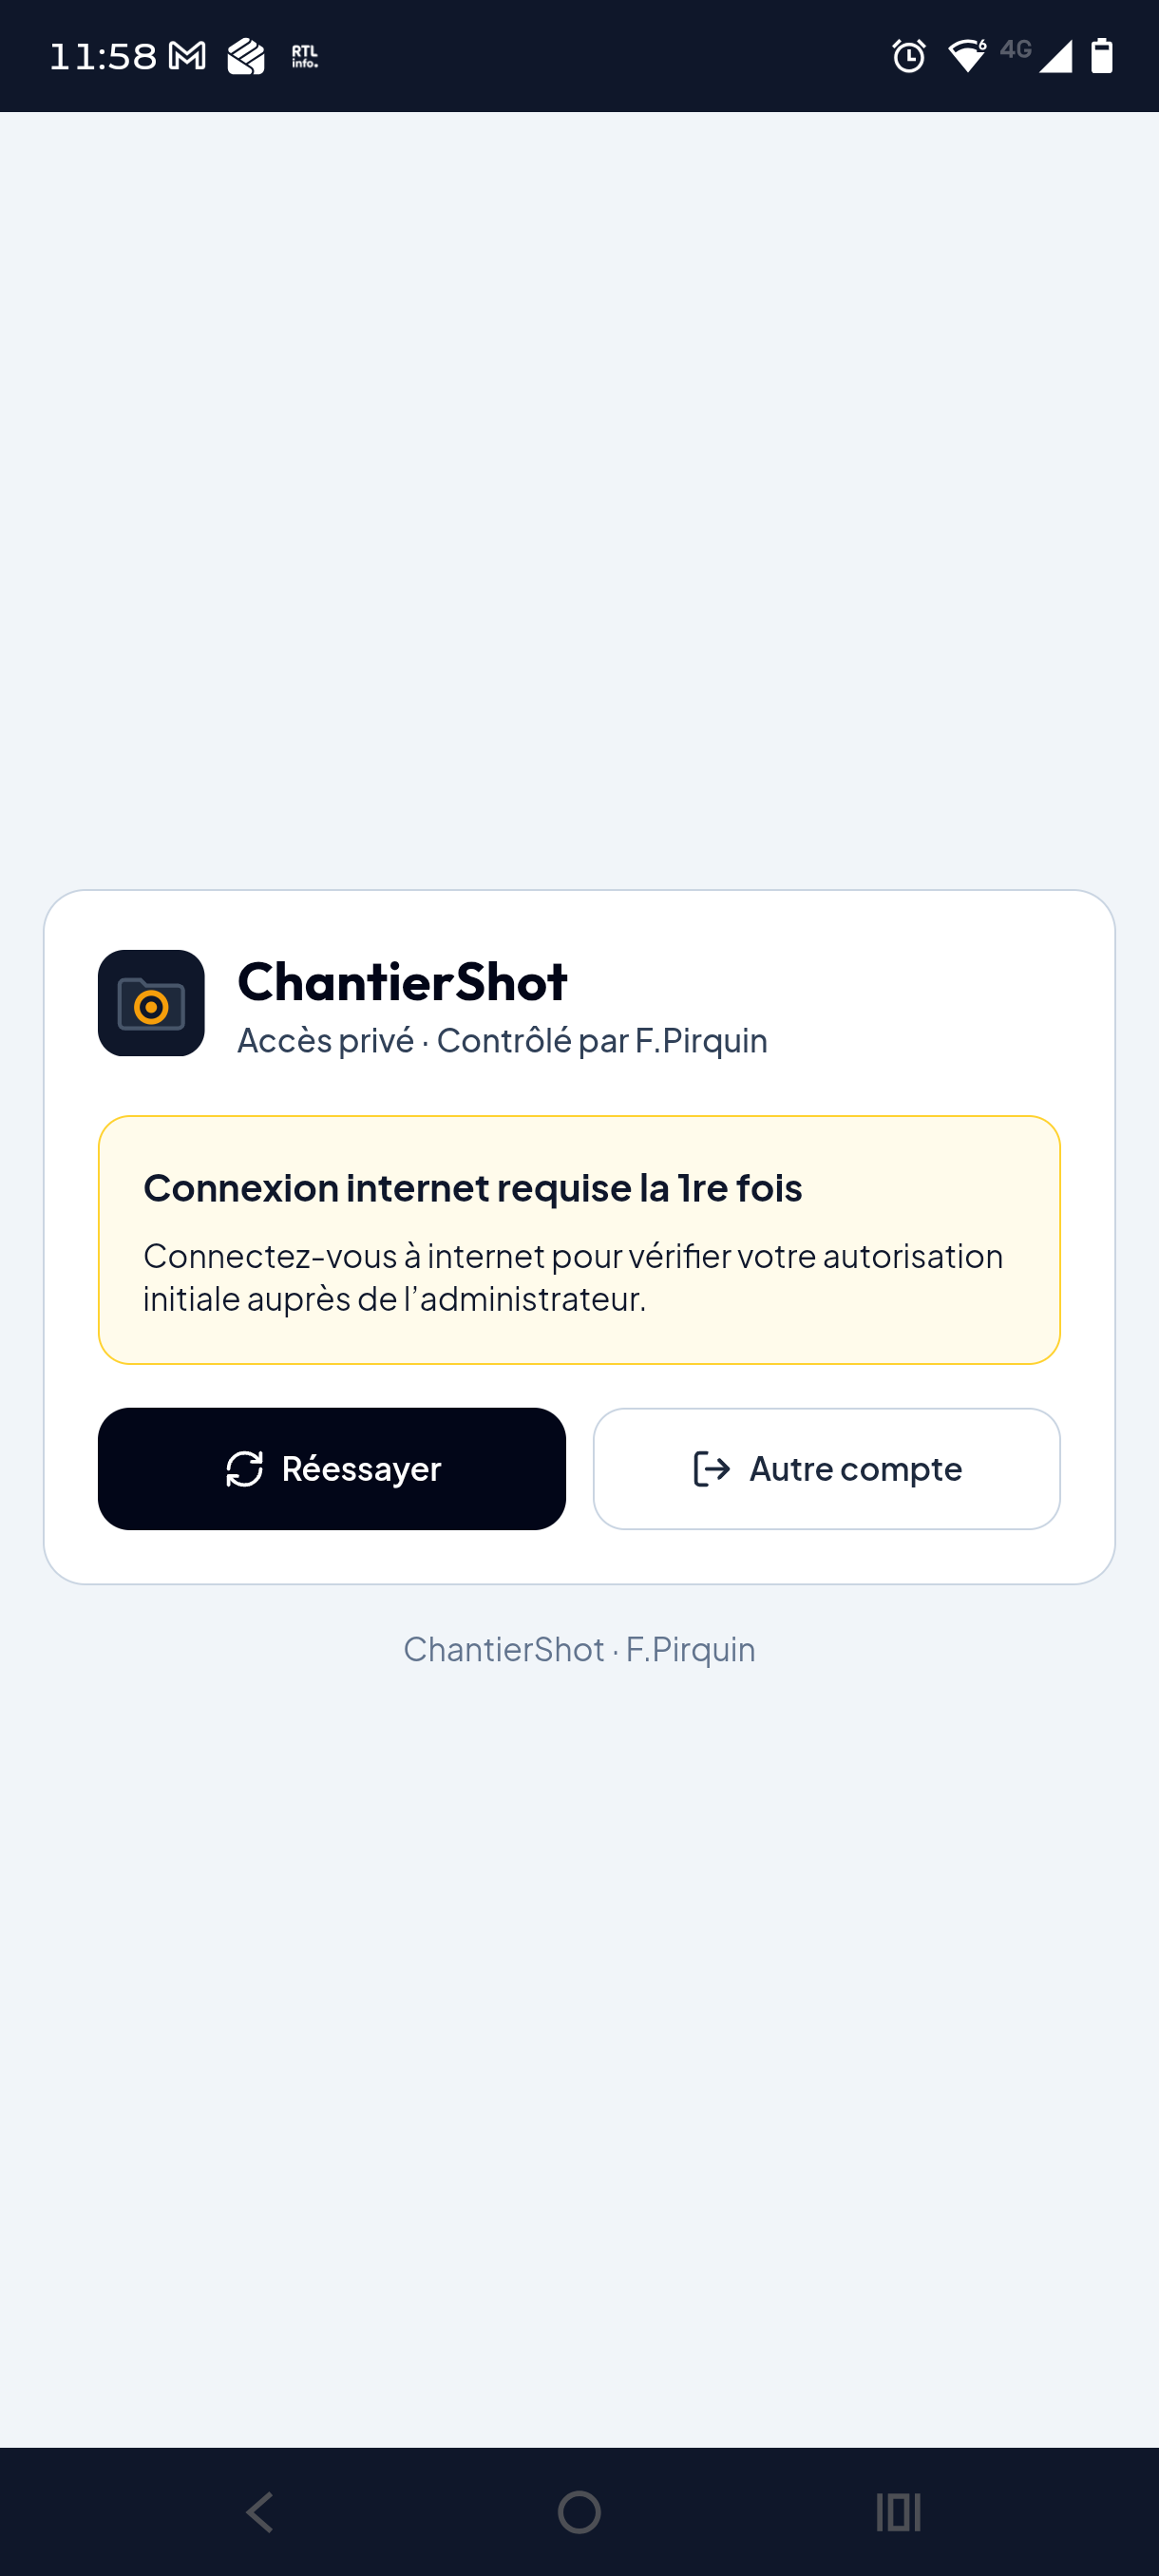 11:58 RTL info. 6 4G
ChantierShot
Accès privé · Contrôlé par F.Pirquin
Connexion internet requise la 1re fois
Connectez-vous à internet pour vérifier votre autorisation
initiale auprès de l’administrateur.
Réessayer
Autre compte
ChantierShot · F.Pirquin